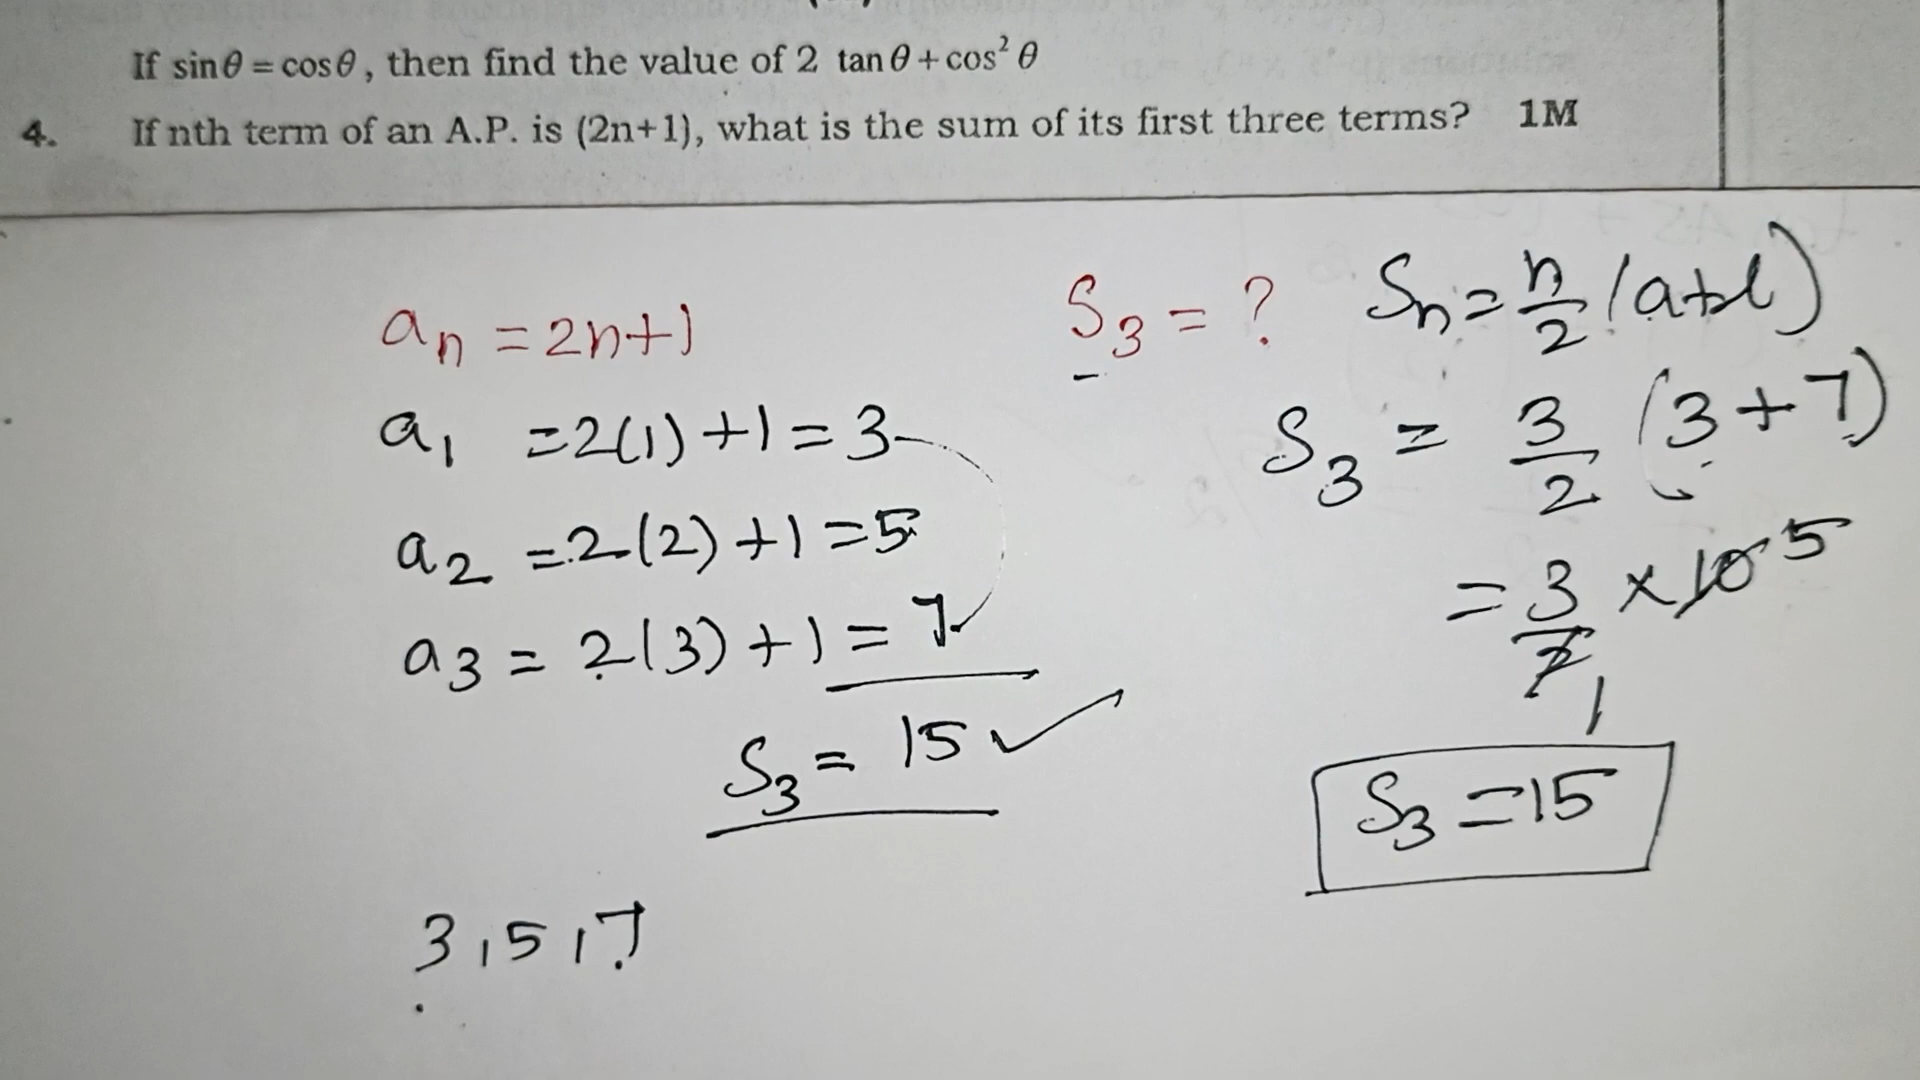 If sinθ = cosθ, then find the value of 2 tanθ + cos² θ
4. If nth term of an A.P. is (2n+1), what is the sum of its first three terms? 1M
aₙ = 2n+1
a₁ = 2(1)+1 = 3
a₂ = 2(2)+1 = 5
a₃ = 2(3)+1 = 7
S₃ = 15 ✓
3, 5, 7
S₃ = ? Sₙ = n/2 (a+l)
S₃ = 3/2 (3+7)
= 3/2 × 10 5
1
S₃ = 15